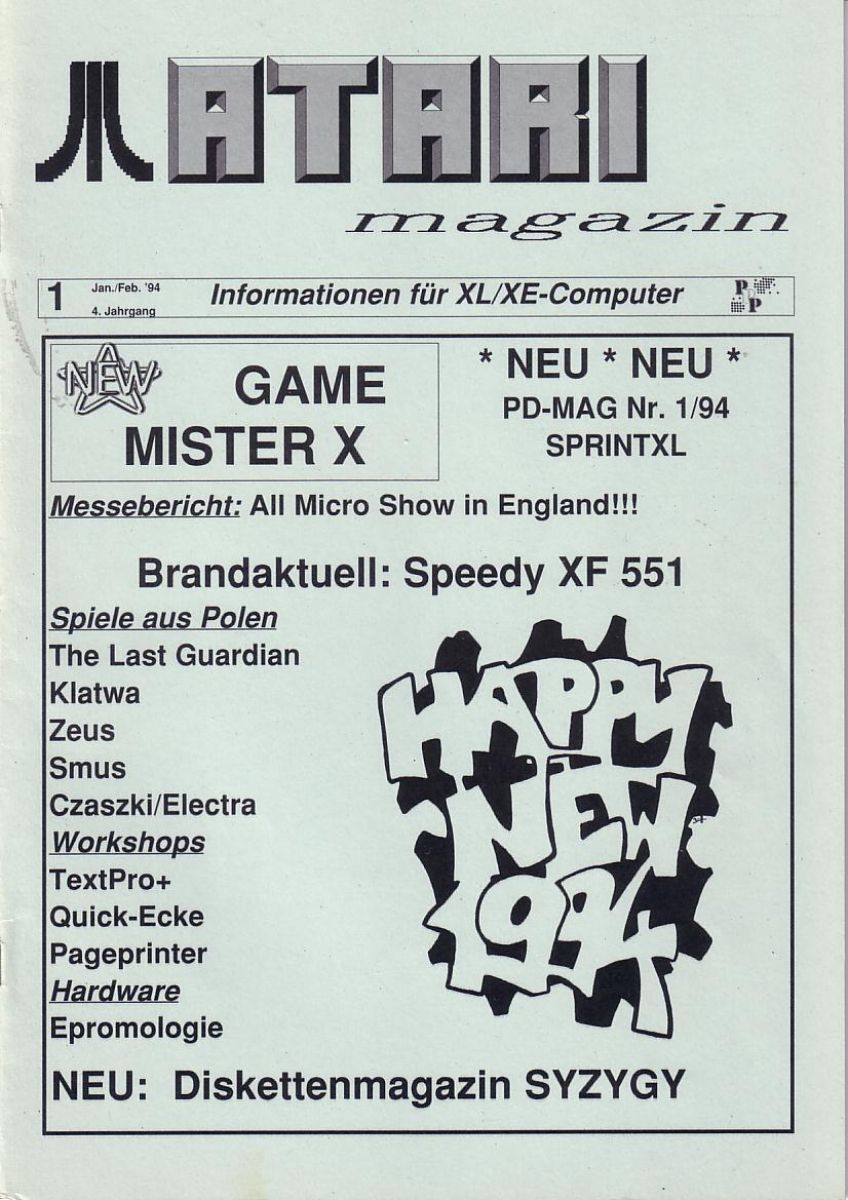 ATARI
magazin
1 Jan./Feb. '94 Informationen für XL/XE-Computer PDP
4. Jahrgang
NEW GAME
MISTER X
* NEU * NEU *
PD-MAG Nr. 1/94
SPRINTXL
Messebericht: All Micro Show in England!!!
Brandaktuell: Speedy XF 551
Spiele aus Polen
The Last Guardian
Klatwa
Zeus
Smus
Czaszki/Electra
Workshops
TextPro+
Quick-Ecke
Pageprinter
Hardware
Epromologie
HAPPY
NEW
1994
NEU: Diskettenmagazin SYZYGY